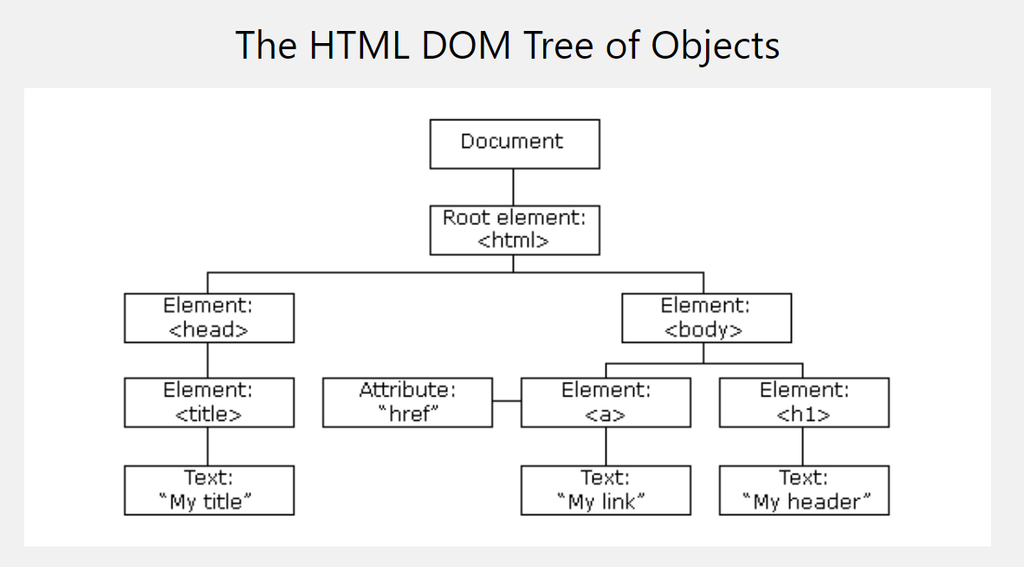 The HTML DOM Tree of Objects
Document
Root element:
<html>
Element:
<head>
Element:
<body>
Element:
<title>
Attribute:
“href”
Element:
<a>
Element:
<h1>
Text:
“My title”
Text:
“My link”
Text:
“My header”